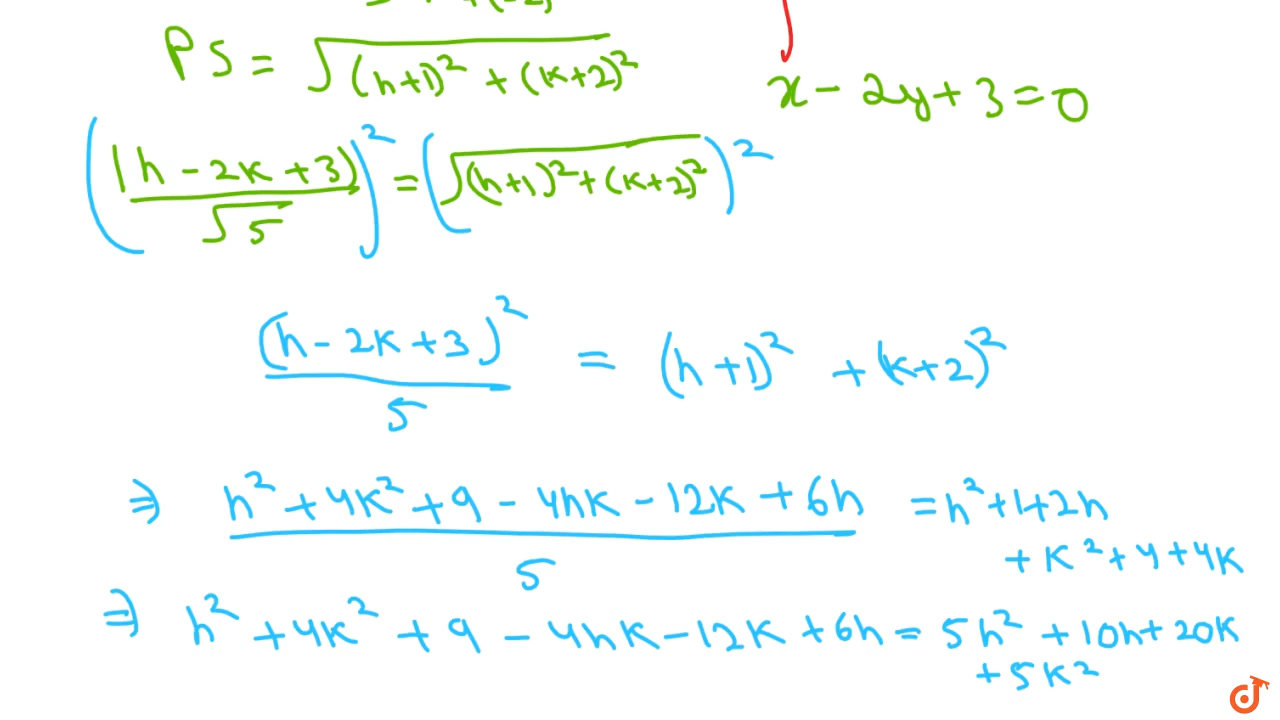 PS = √(h+1)² + (k+2)²
x - 2y + 3 = 0
(|h - 2k + 3|/√5)² = (√(h+1)² + (k+2)²)²
(h - 2k + 3)²/5 = (h+1)² + (k+2)²
⇒ h² + 4k² + 9 - 4hk - 12k + 6h/5 = h² + 1 + 2h
+ k² + 4 + 4k
⇒ h² + 4k² + 9 - 4hk - 12k + 6h = 5h² + 10h + 20k
+ 5k²